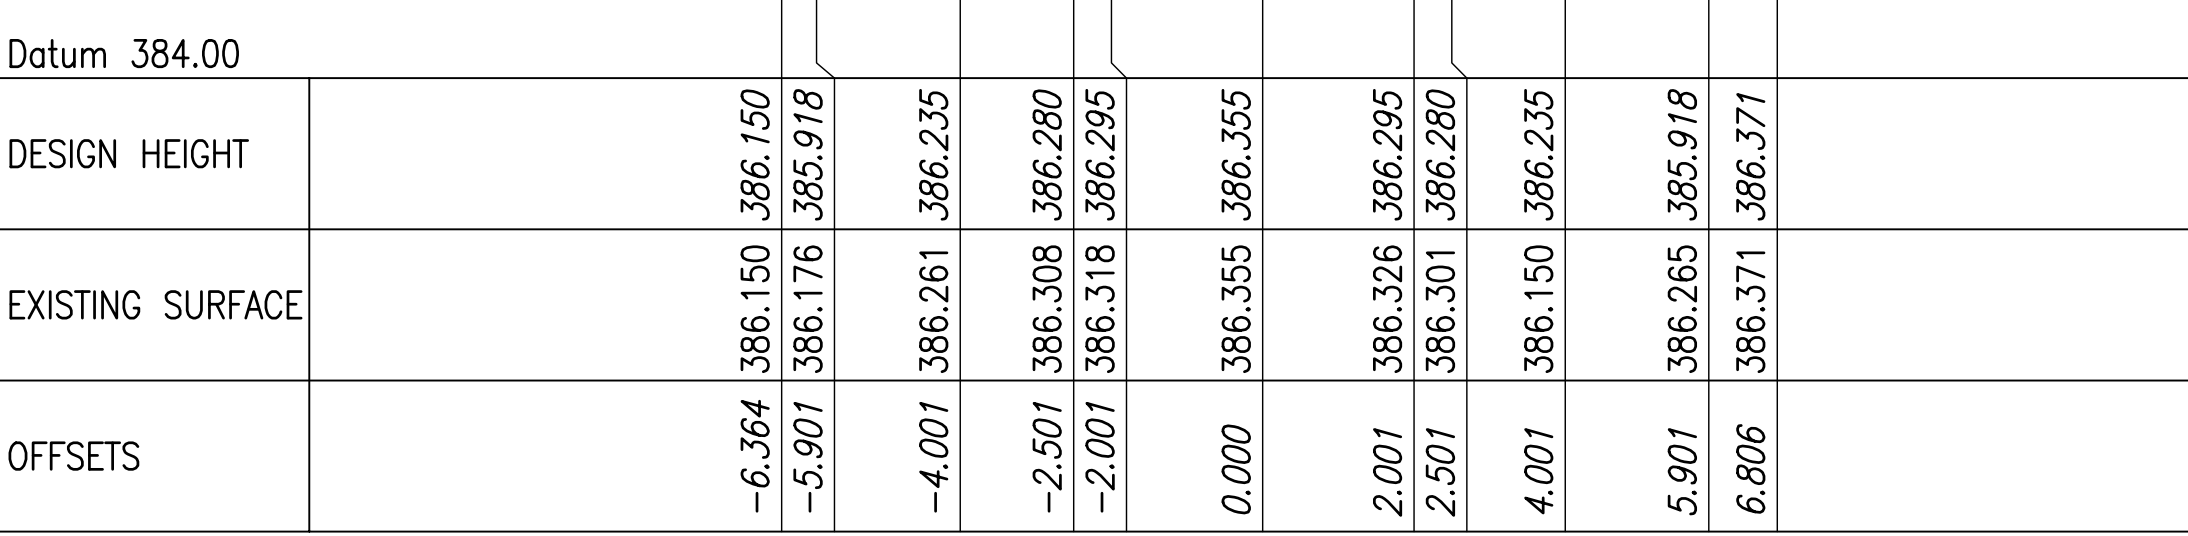 Datum 384.00
DESIGN HEIGHT 386.150 385.918 386.235 386.280 386.295 386.355 386.295 386.280 386.235 385.918 386.371
EXISTING SURFACE 386.150 386.176 386.261 386.308 386.318 386.355 386.326 386.301 386.150 386.265 386.371
OFFSETS -6.364 -5.901 -4.001 -2.501 -2.001 0.000 2.001 2.501 4.001 5.901 6.806